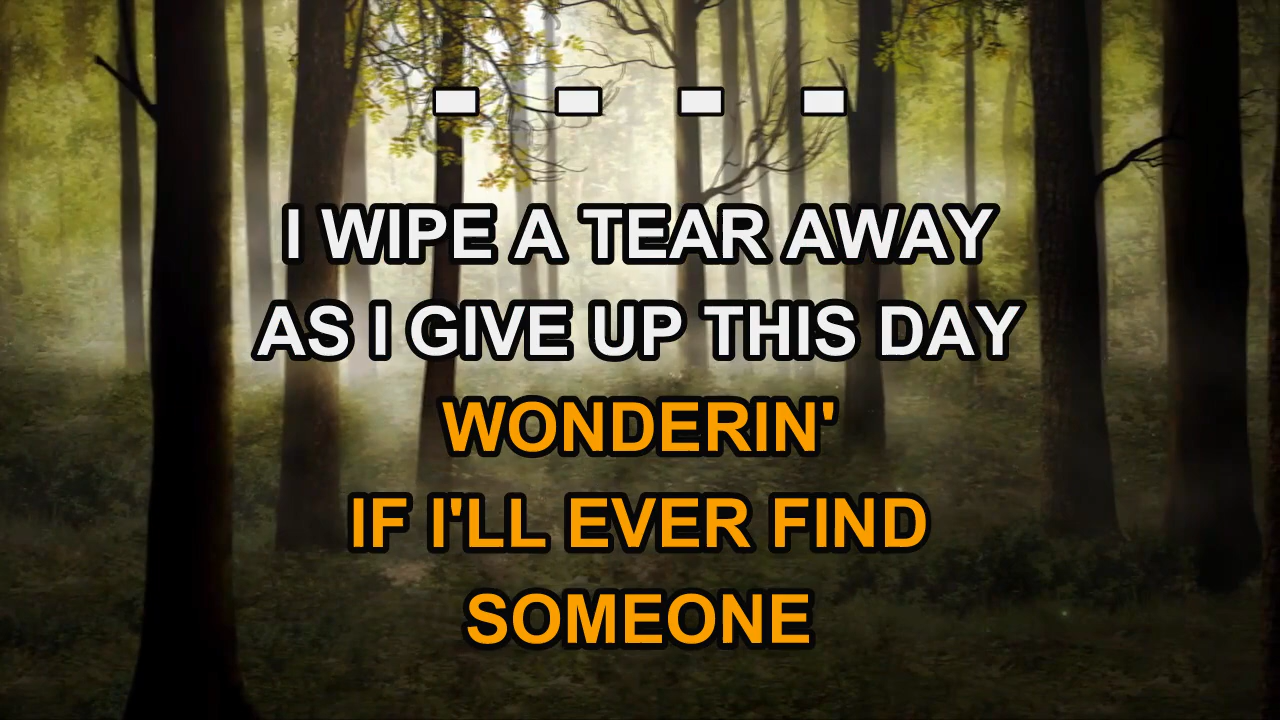 - - - -
I WIPE A TEAR AWAY
AS I GIVE UP THIS DAY
WONDERIN'
IF I'LL EVER FIND
SOMEONE